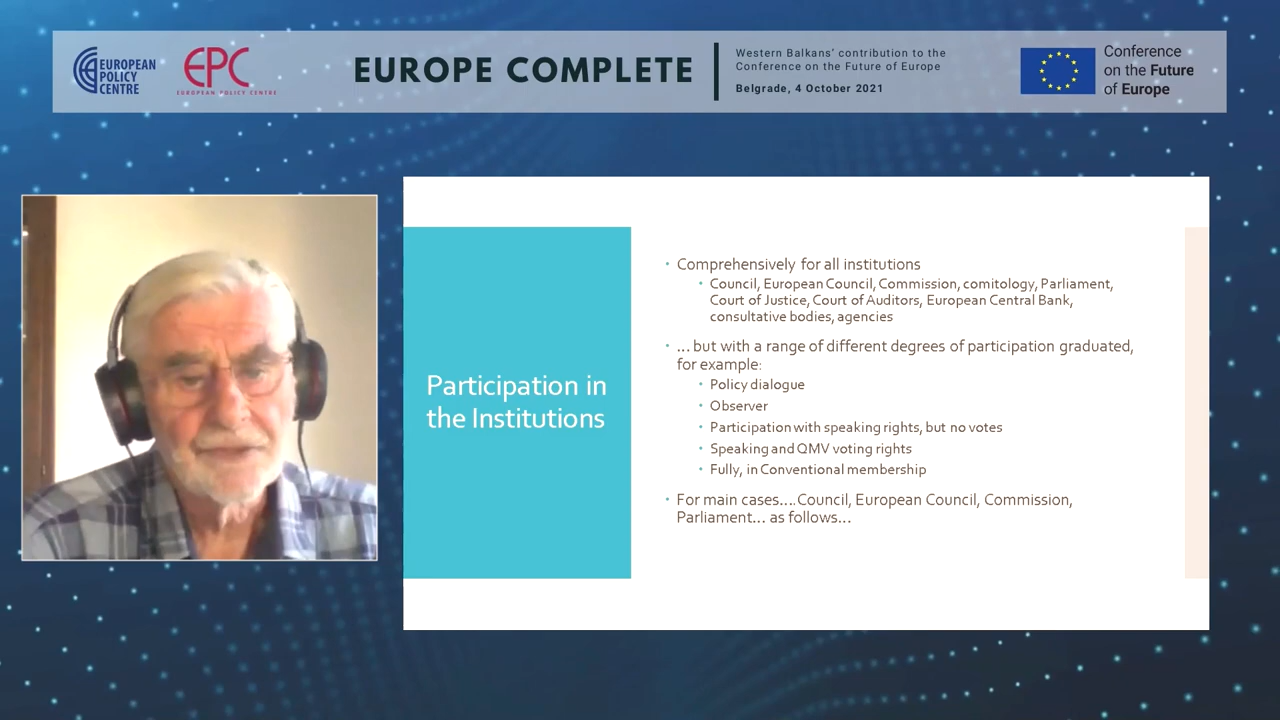 EUROPEAN
POLICY
CENTRE
EPC
EUROPEAN POLICY CENTRE
EUROPE COMPLETE
Western Balkans' contribution to the
Conference on the Future of Europe
Belgrade, 4 October 2021
Conference
on the Future
of Europe
Participation in
the Institutions
• Comprehensively for all institutions
• Council, European Council, Commission, comitology, Parliament,
Court of Justice, Court of Auditors, European Central Bank,
consultative bodies, agencies
• ... but with a range of different degrees of participation graduated,
for example:
• Policy dialogue
• Observer
• Participation with speaking rights, but no votes
• Speaking and QMV voting rights
• Fully, in Conventional membership
• For main cases....Council, European Council, Commission,
Parliament... as follows...